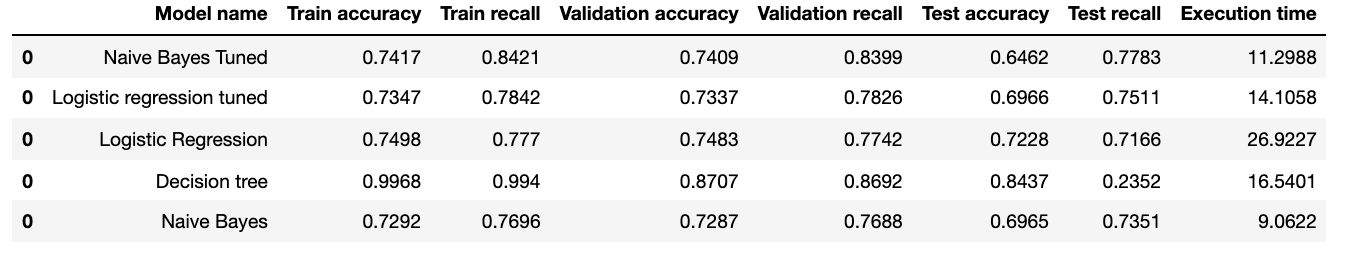 Model name Train accuracy Train recall Validation accuracy Validation recall Test accuracy Test recall Execution time
0 Naive Bayes Tuned 0.7417 0.8421 0.7409 0.8399 0.6462 0.7783 11.2988
0 Logistic regression tuned 0.7347 0.7842 0.7337 0.7826 0.6966 0.7511 14.1058
0 Logistic Regression 0.7498 0.777 0.7483 0.7742 0.7228 0.7166 26.9227
0 Decision tree 0.9968 0.994 0.8707 0.8692 0.8437 0.2352 16.5401
0 Naive Bayes 0.7292 0.7696 0.7287 0.7688 0.6965 0.7351 9.0622